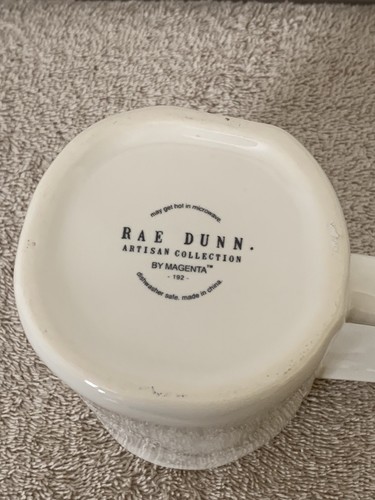 may get hot in microwave.
RAE DUNN.
ARTISAN COLLECTION
BY MAGENTA™
- 192 -
dishwasher safe. made in china.